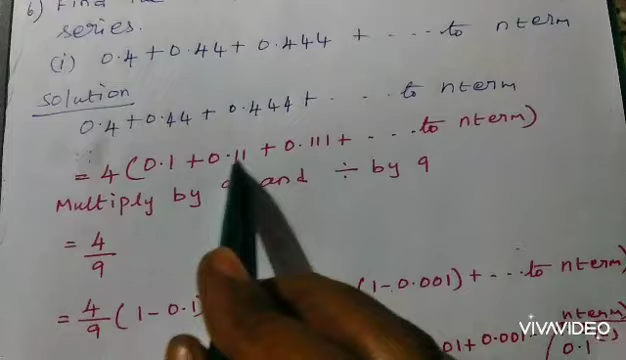 6) Find the
series.
(i) 0.4 + 0.44 + 0.444 + .... to n term
Solution
0.4 + 0.44 + 0.444 + .... to n term
= 4 (0.1 + 0.11 + 0.111 + .... to n term)
Multiply by and ÷ by 9
= 4/9
= 4/9 (1 - 0.1) (1 - 0.001) + ... to n term)
01 + 0.001
n term)
0.1
VIVAVIDEO